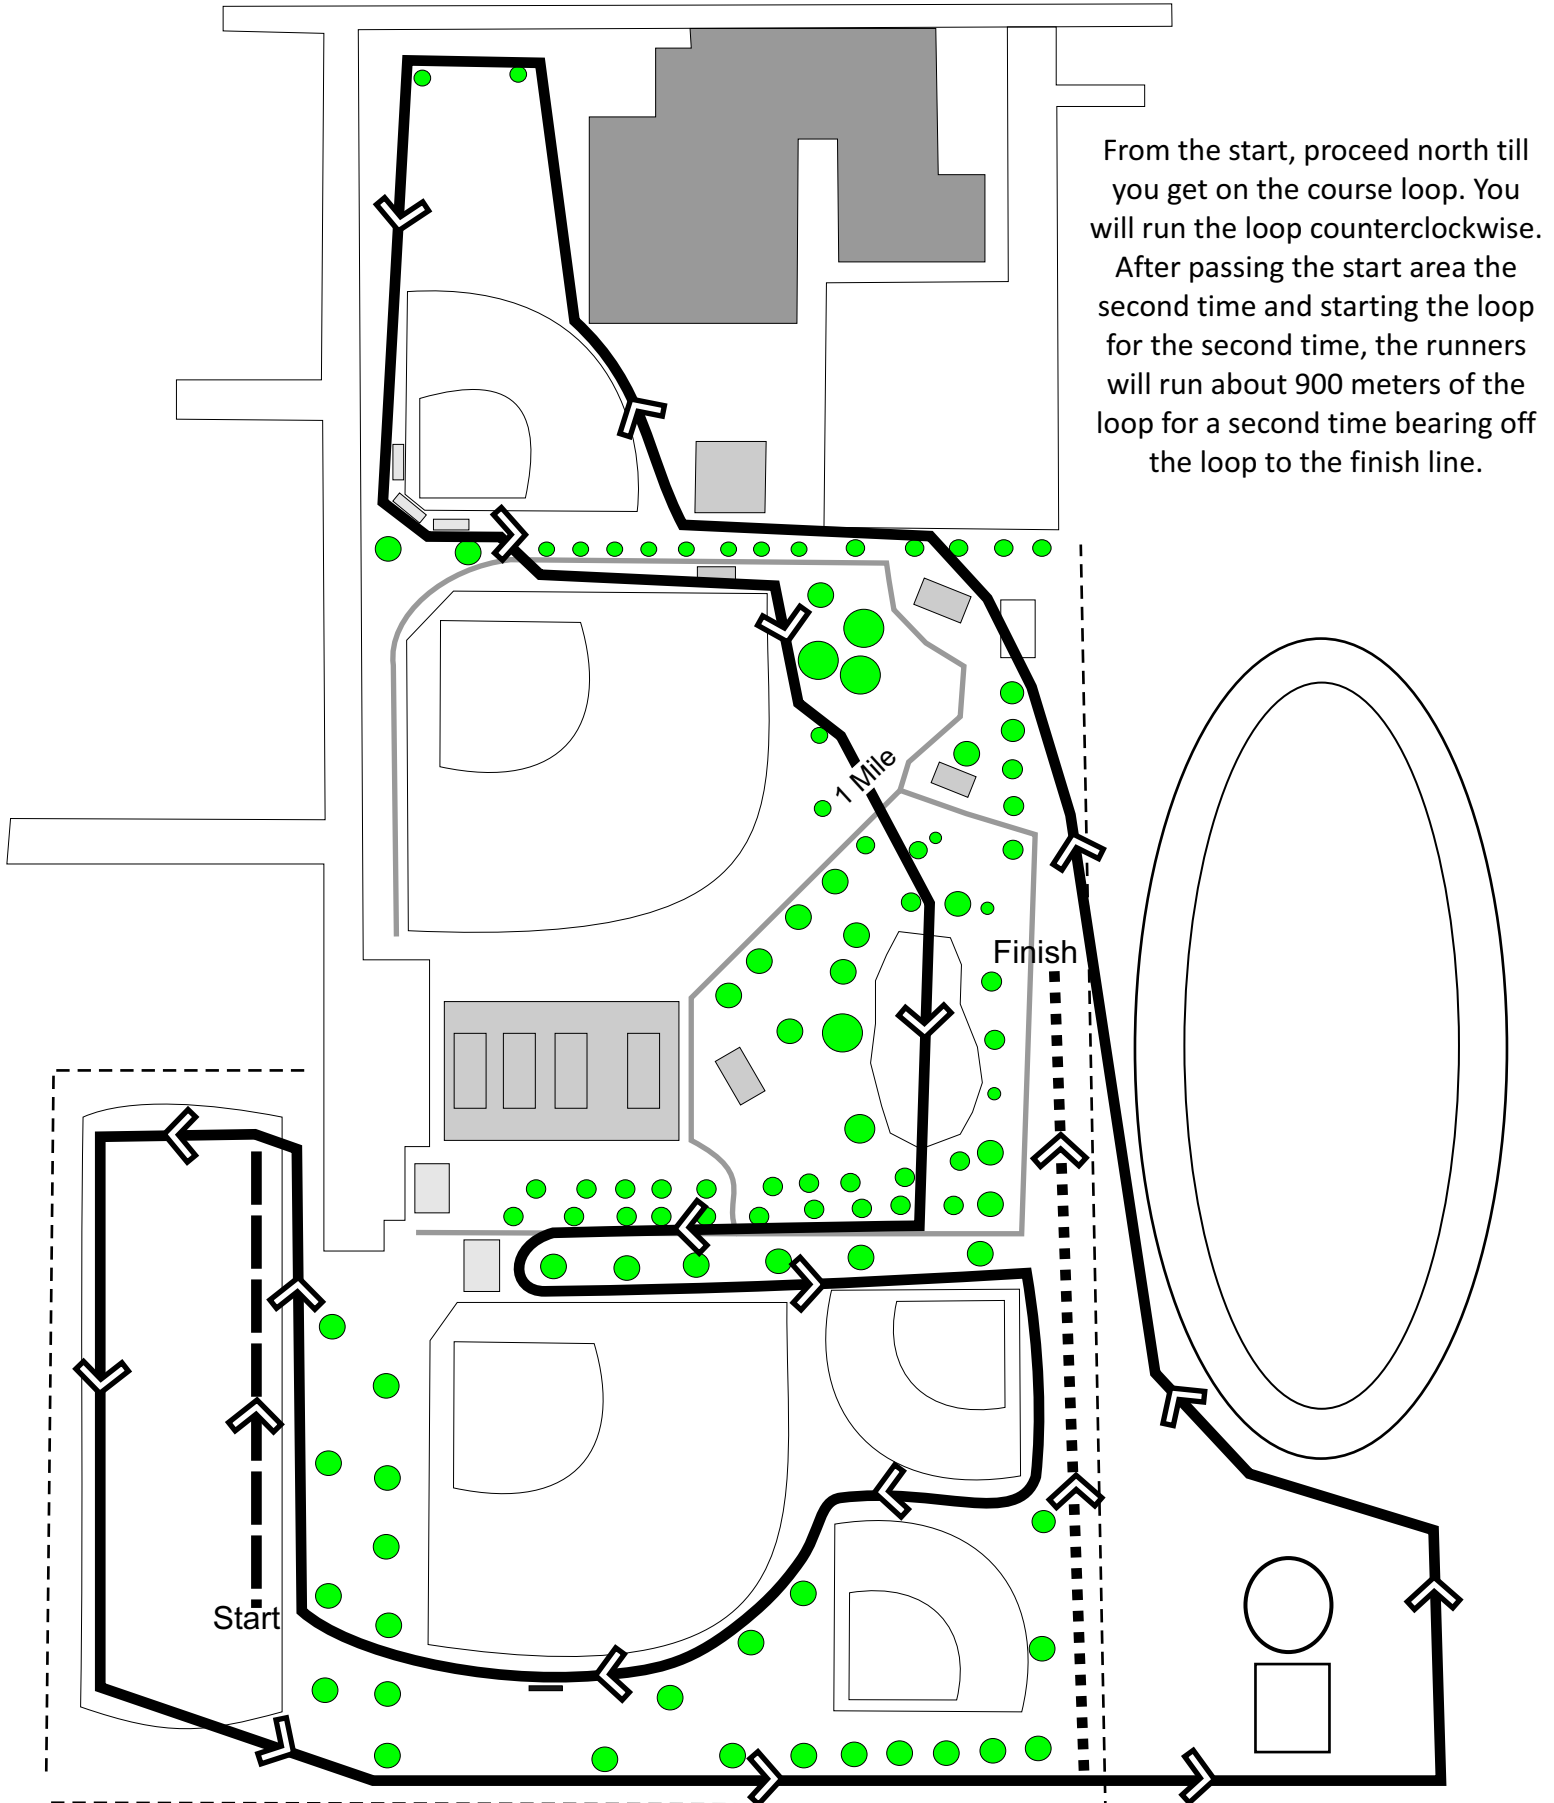 From the start, proceed north till
you get on the course loop. You
will run the loop counterclockwise.
After passing the start area the
second time and starting the loop
for the second time, the runners
will run about 900 meters of the
loop for a second time bearing off
the loop to the finish line.
1 Mile
Finish
Start